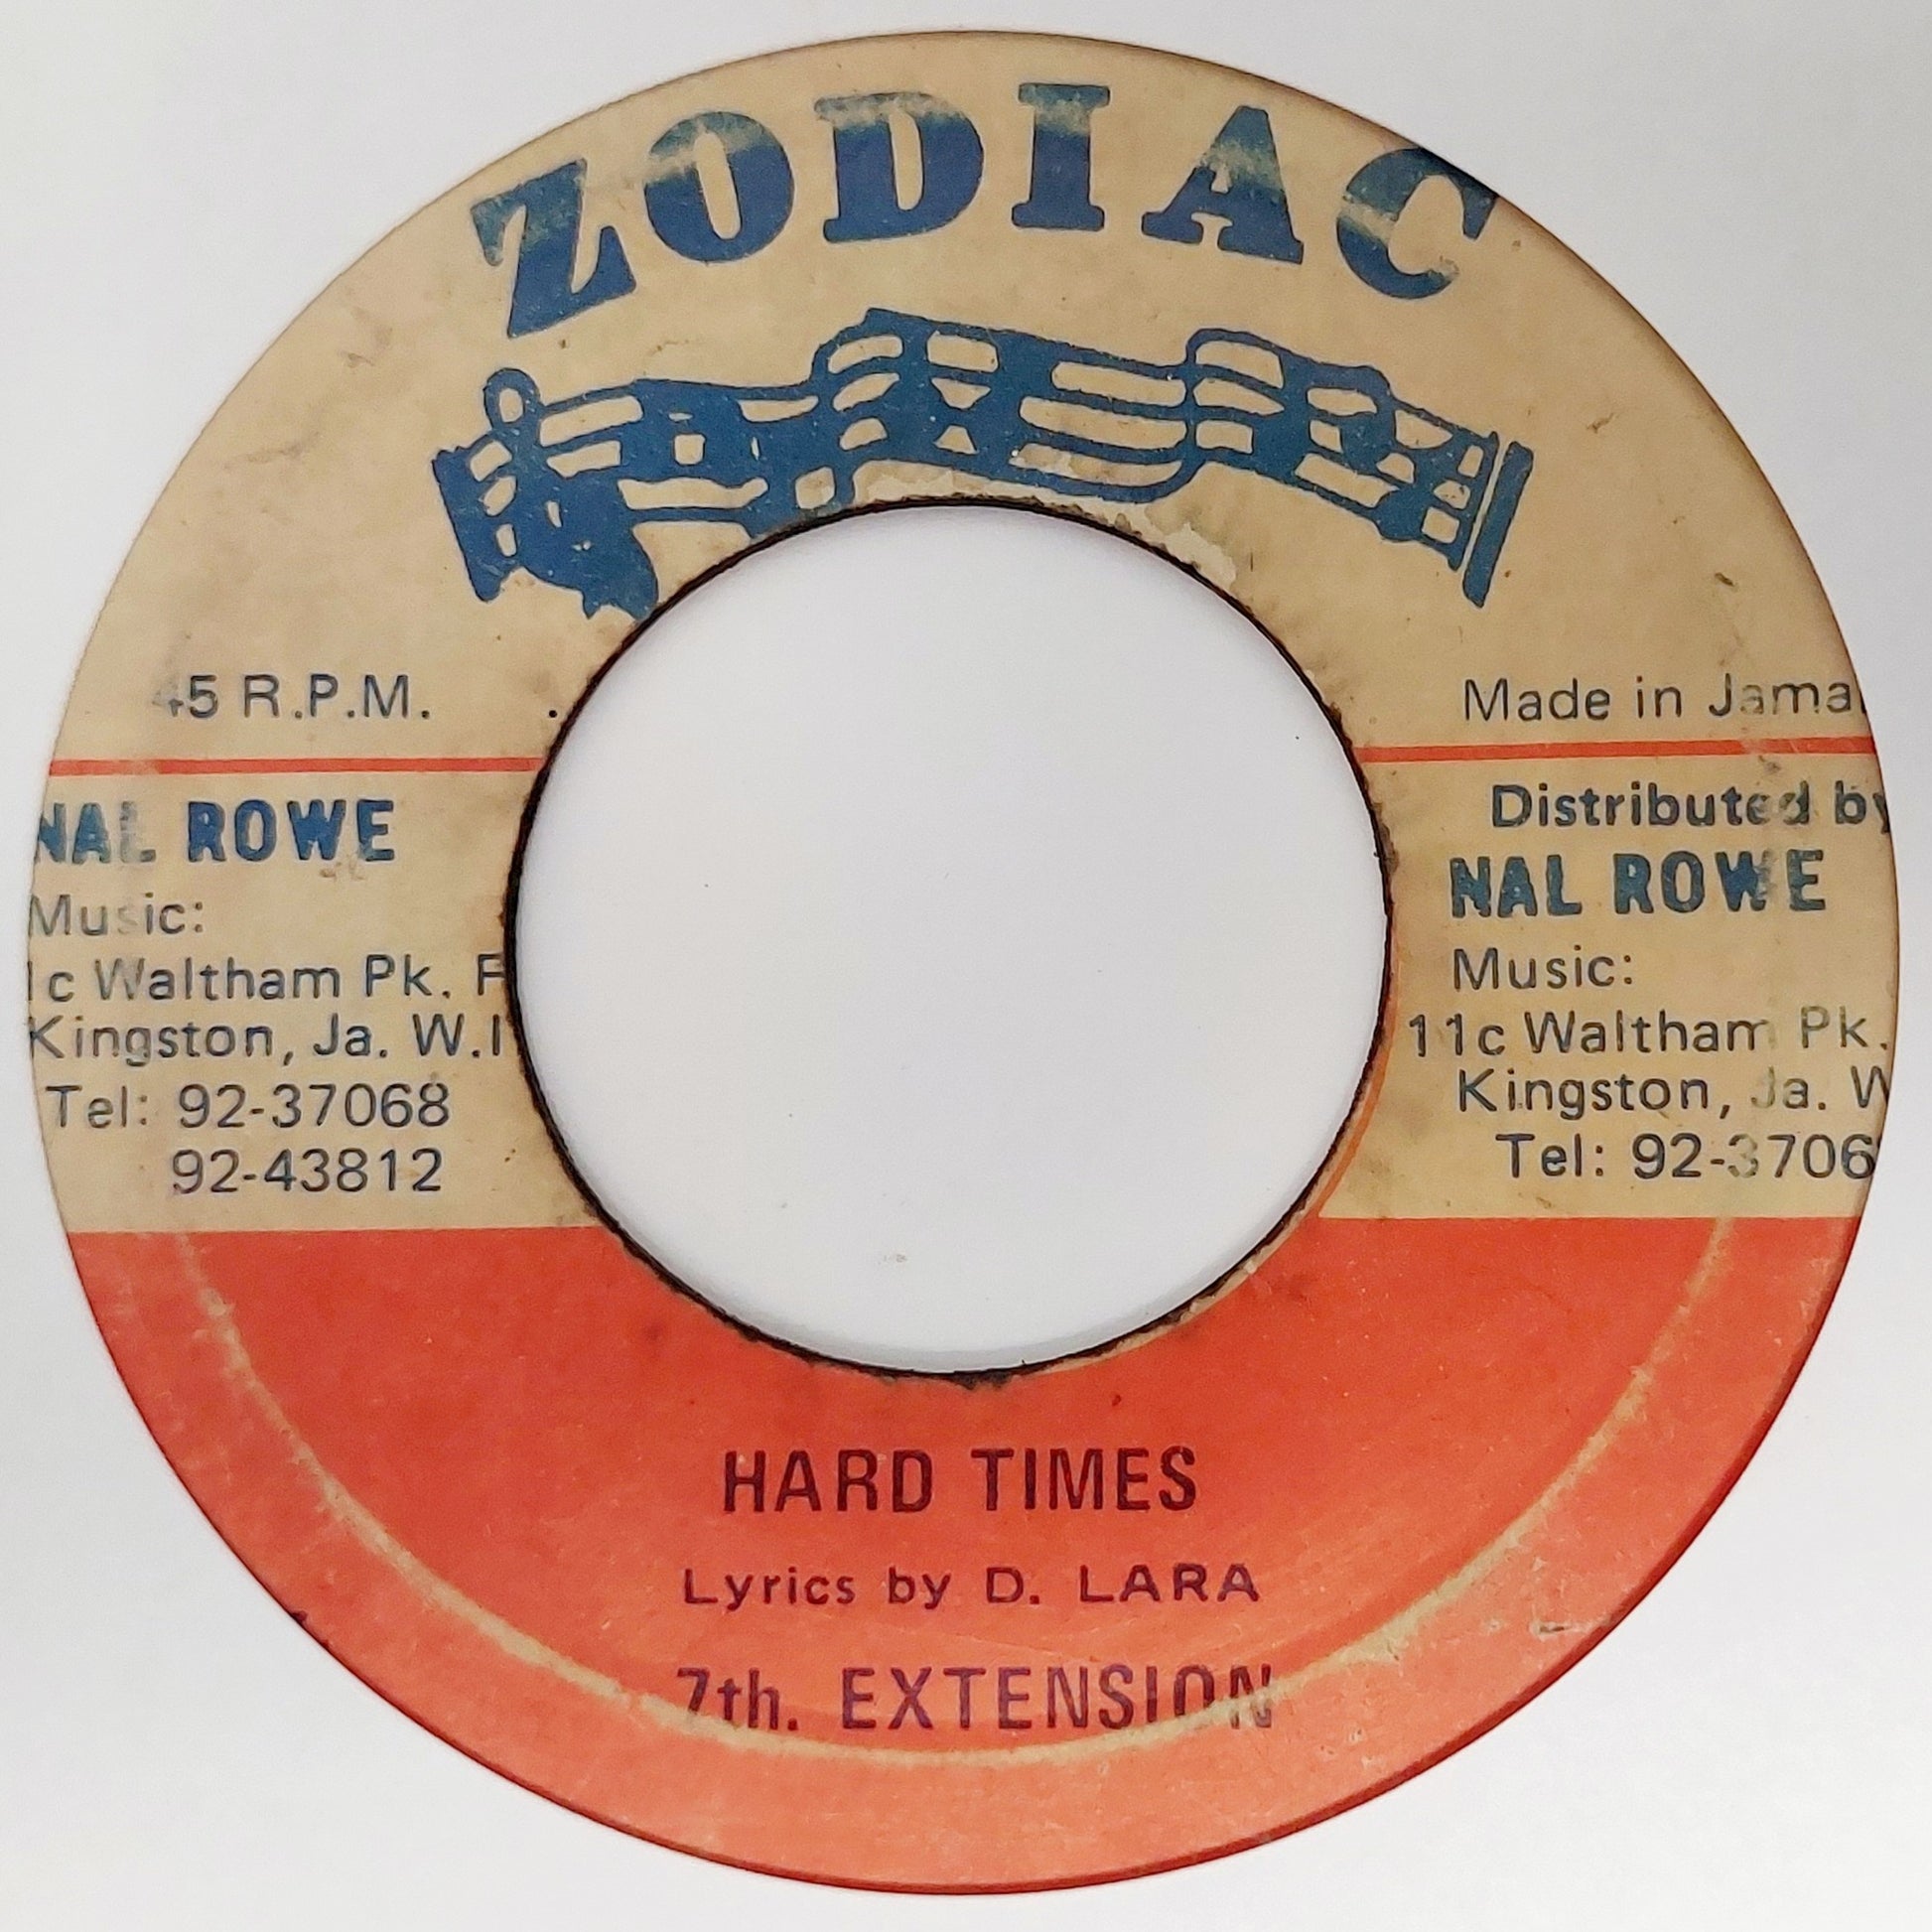 ZODIAC
45 R.P.M.
Made in Jama
NAL ROWE
Music:
1c Waltham Pk. R
Kingston, Ja. W.I
Tel: 92-37068
92-43812
Distributed by
NAL ROWE
Music:
11c Waltham Pk.
Kingston, Ja. W
Tel: 92-3706
HARD TIMES
Lyrics by D. LARA
7th. EXTENSION